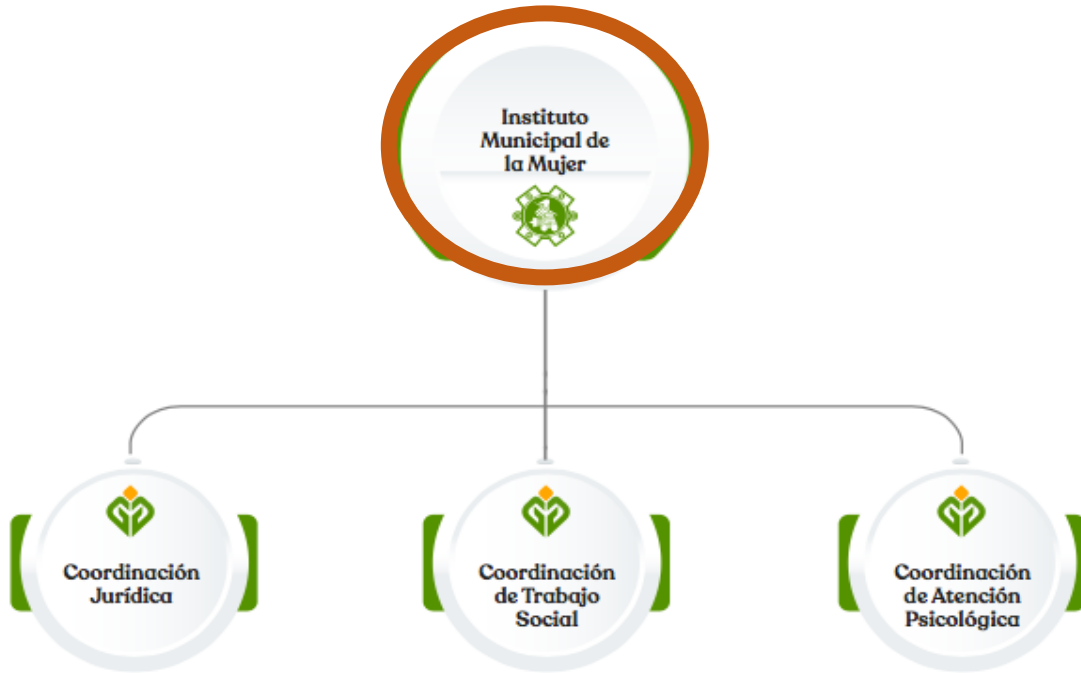 Instituto
Municipal de
la Mujer
Coordinación
Jurídica
Coordinación
de Trabajo
Social
Coordinación
de Atención
Psicológica